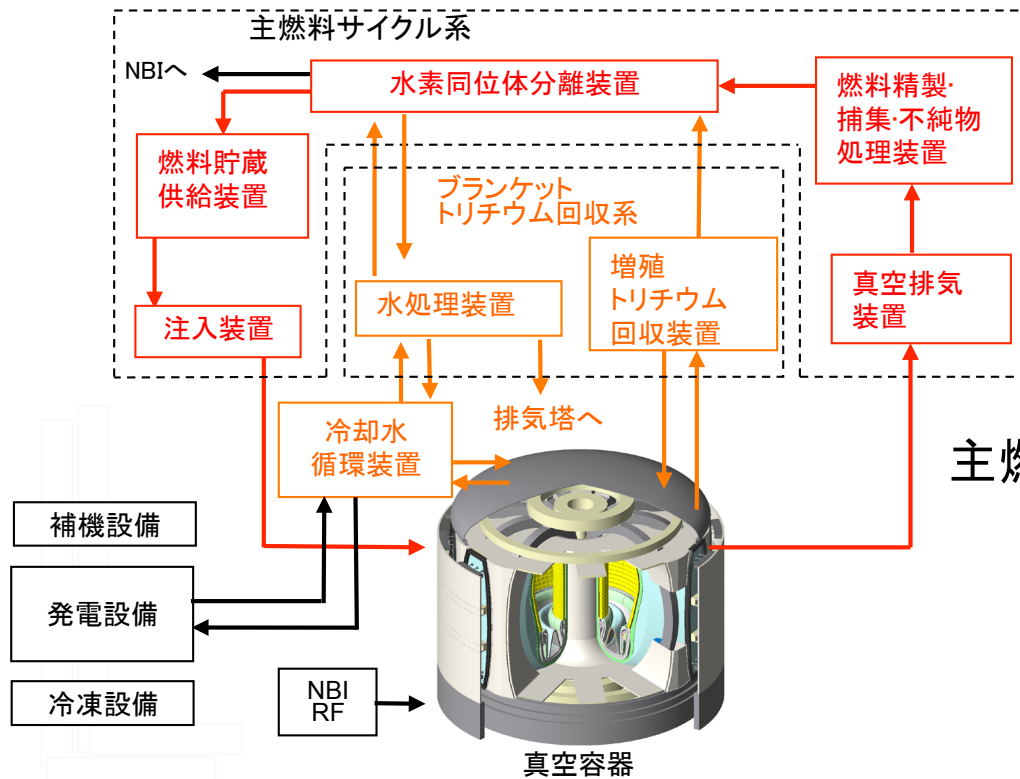 主燃料サイクル系
NBIへ
水素同位体分離装置
燃料精製・
捕集・不純物
処理装置
燃料貯蔵
供給装置
ブランケット
トリチウム回収系
増殖
トリチウム
回収装置
真空排気
装置
水処理装置
注入装置
排気塔へ
冷却水
循環装置
主燃
補機設備
発電設備
冷凍設備
NBI
RF
真空容器